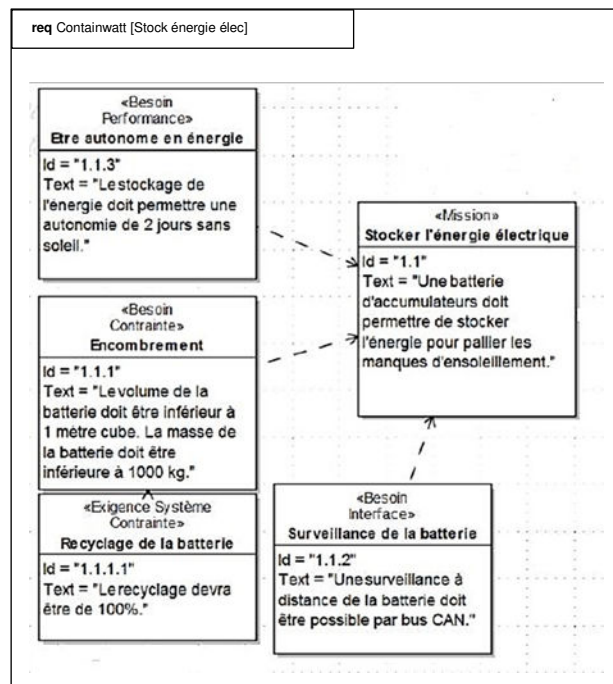 req Containwatt [Stock énergie élec]
«Besoin
Performance»
Etre autonome en énergie
Id = "1.1.3"
Text = "Le stockage de
l'énergie doit permettre une
autonomie de 2 jours sans
soleil."
«Mission»
Stocker l'énergie électrique
Id = "1.1"
Text = "Une batterie
d'accumulateurs doit
permettre de stocker
l'énergie pour pallier les
manques d'ensoleillement."
«Besoin
Contrainte»
Encombrement
Id = "1.1.1"
Text = "Le volume de la
batterie doit être inférieur à
1 mètre cube. La masse de
la batterie doit être
inférieure à 1000 kg."
«Exigence Système
Contrainte»
Recyclage de la batterie
Id = "1.1.1.1"
Text = "Le recyclage devra
être de 100%."
«Besoin
Interface»
Surveillance de la batterie
Id = "1.1.2"
Text = "Une surveillance à
distance de la batterie doit
être possible par bus CAN."